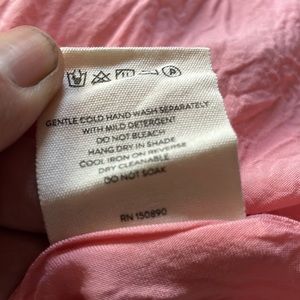 GENTLE COLD HAND WASH SEPARATELY
WITH MILD DETERGENT
DO NOT BLEACH
HANG DRY IN SHADE
COOL IRON ON REVERSE
DRY CLEANABLE
DO NOT SOAK
RN 150890